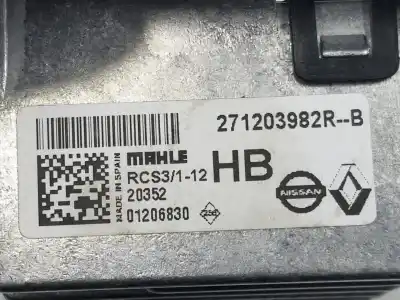 271203982R--B
MADE IN SPAIN
MAHLE
RCS3/1-12
HB
20352
01206830
NISSAN